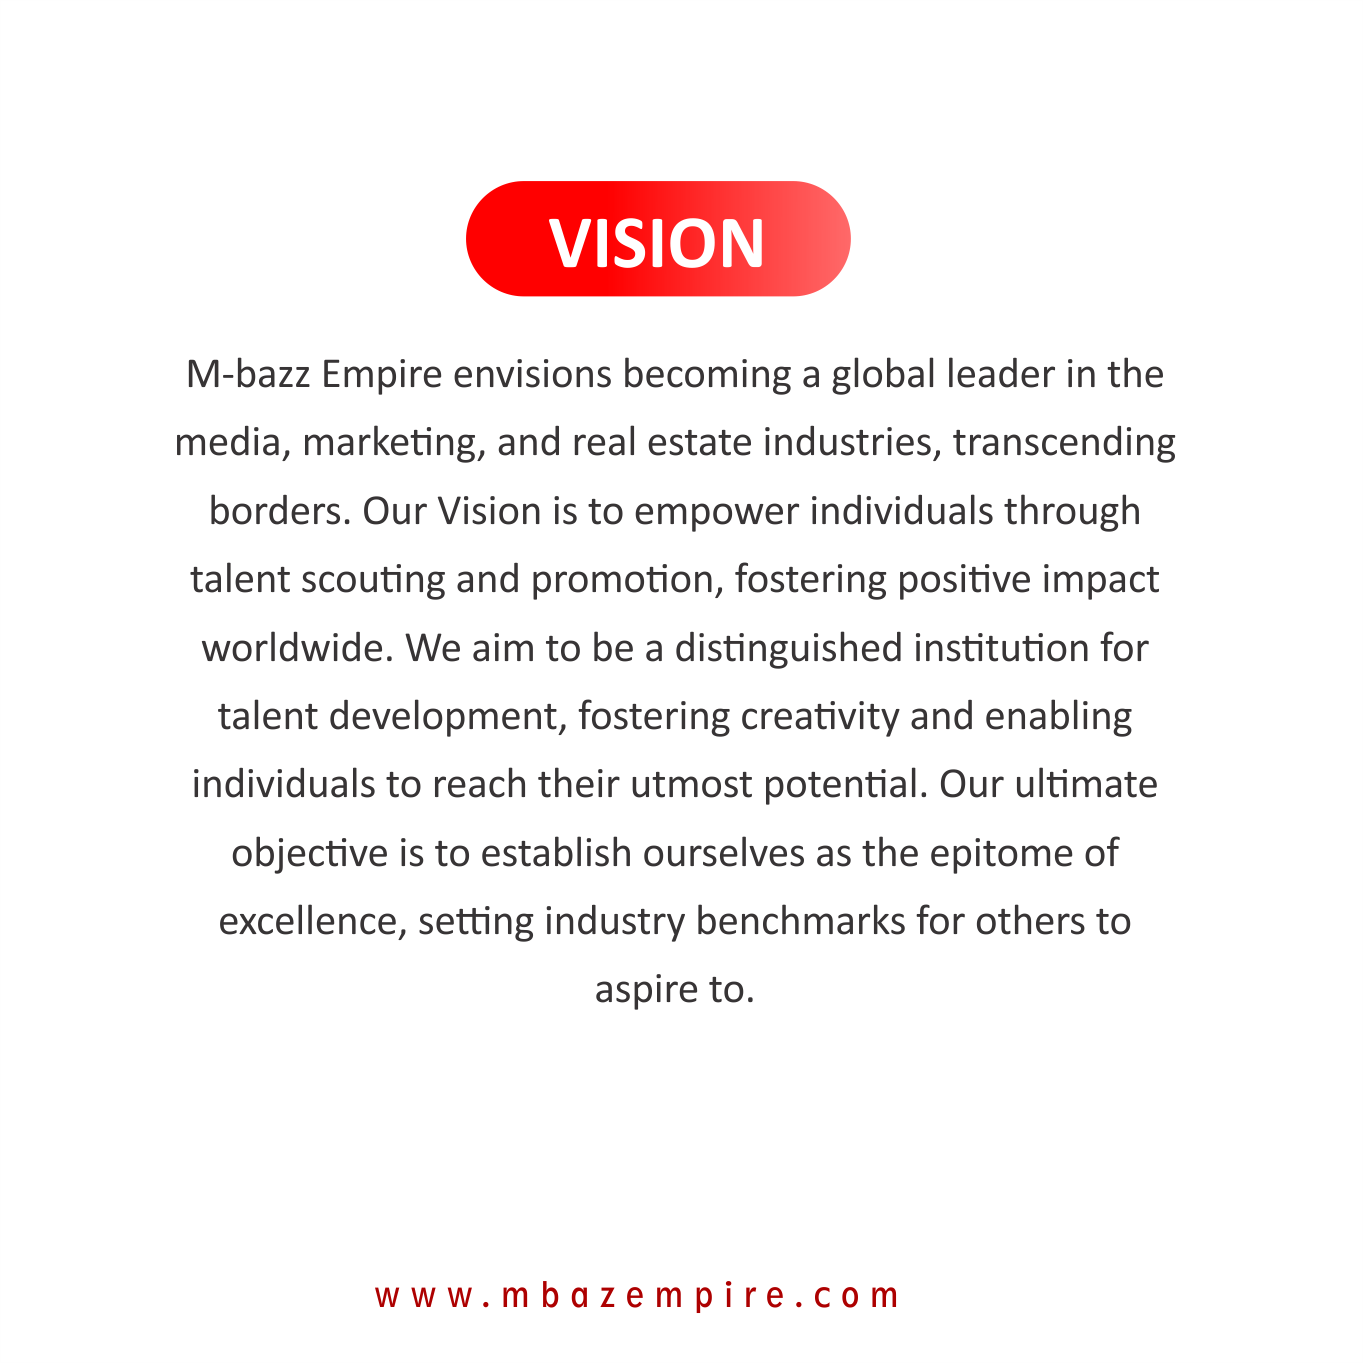 VISION
M-bazz Empire envisions becoming a global leader in the
media, marketing, and real estate industries, transcending
borders. Our Vision is to empower individuals through
talent scouting and promotion, fostering positive impact
worldwide. We aim to be a distinguished institution for
talent development, fostering creativity and enabling
individuals to reach their utmost potential. Our ultimate
objective is to establish ourselves as the epitome of
excellence, setting industry benchmarks for others to
aspire to.
www.mbazempire.com